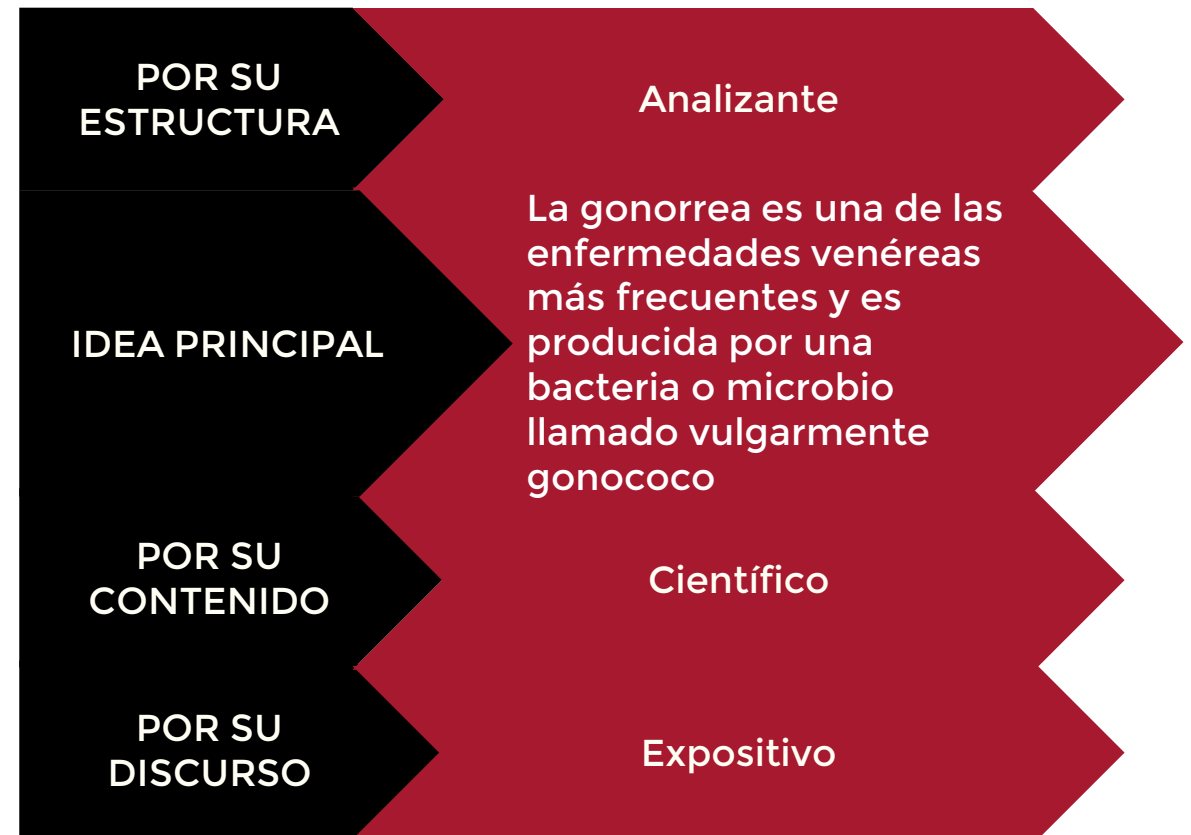 POR SU
ESTRUCTURA
Analizante
IDEA PRINCIPAL
La gonorrea es una de las
enfermedades venéreas
más frecuentes y es
producida por una
bacteria o microbio
llamado vulgarmente
gonococo
POR SU
CONTENIDO
Científico
POR SU
DISCURSO
Expositivo